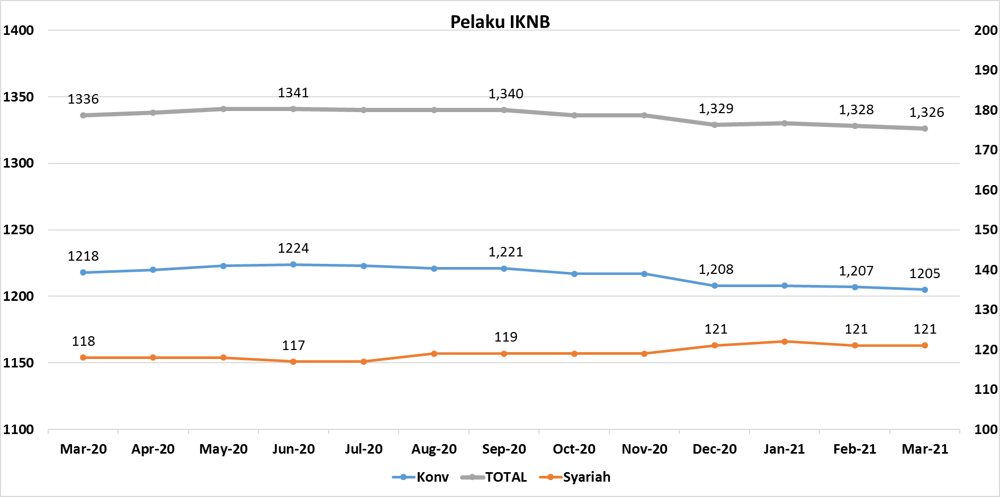 Pelaku IKNB
1400 200
190
1350 180
170
1300
160
1250 150
140
1200
130
120
1150
110
1100 100
1336 1341 1,340 1,329 1,328 1,326
1218 1224 1,221 1,208 1,207 1205
118 117 119 121 121 121
Mar-20 Apr-20 May-20 Jun-20 Jul-20 Aug-20 Sep-20 Oct-20 Nov-20 Dec-20 Jan-21 Feb-21 Mar-21
Konv TOTAL Syariah